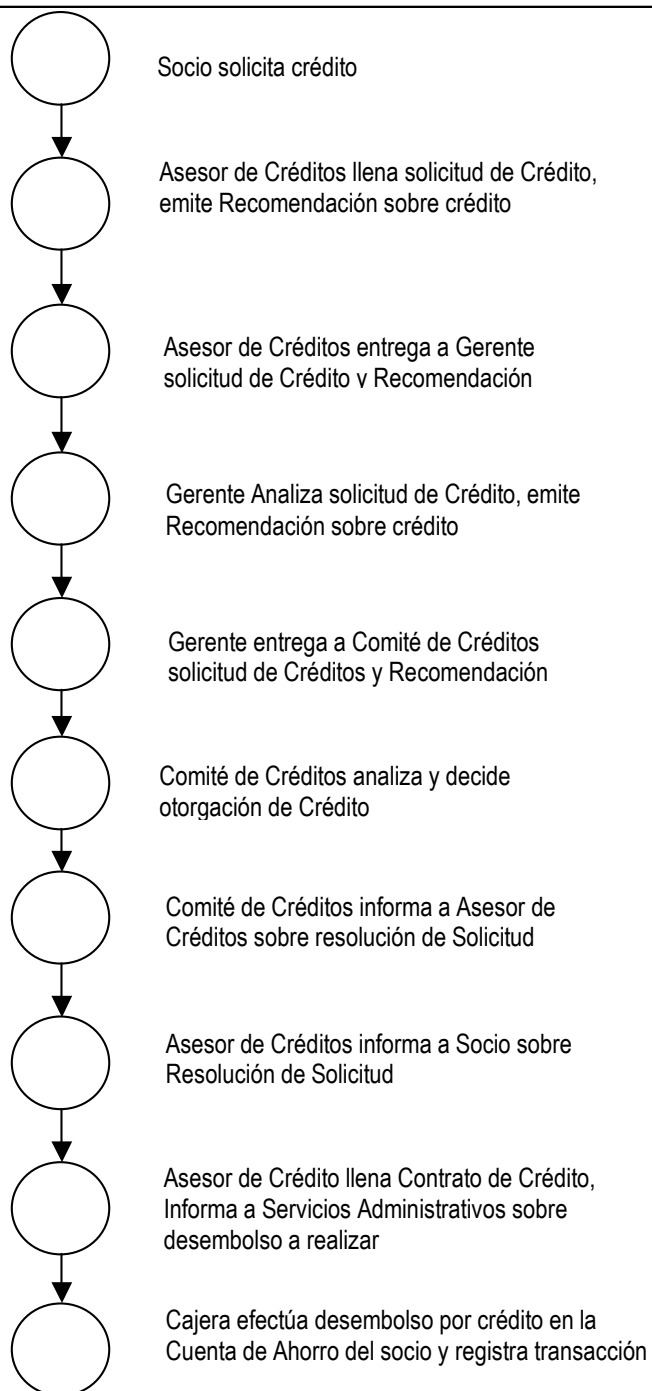 Socio solicita crédito
Asesor de Créditos llena solicitud de Crédito,
emite Recomendación sobre crédito
Asesor de Créditos entrega a Gerente
solicitud de Crédito y Recomendación
Gerente Analiza solicitud de Crédito, emite
Recomendación sobre crédito
Gerente entrega a Comité de Créditos
solicitud de Créditos y Recomendación
Comité de Créditos analiza y decide
otorgación de Crédito
Comité de Créditos informa a Asesor de
Créditos sobre resolución de Solicitud
Asesor de Créditos informa a Socio sobre
Resolución de Solicitud
Asesor de Crédito llena Contrato de Crédito,
Informa a Servicios Administrativos sobre
desembolso a realizar
Cajera efectúa desembolso por crédito en la
Cuenta de Ahorro del socio y registra transacción